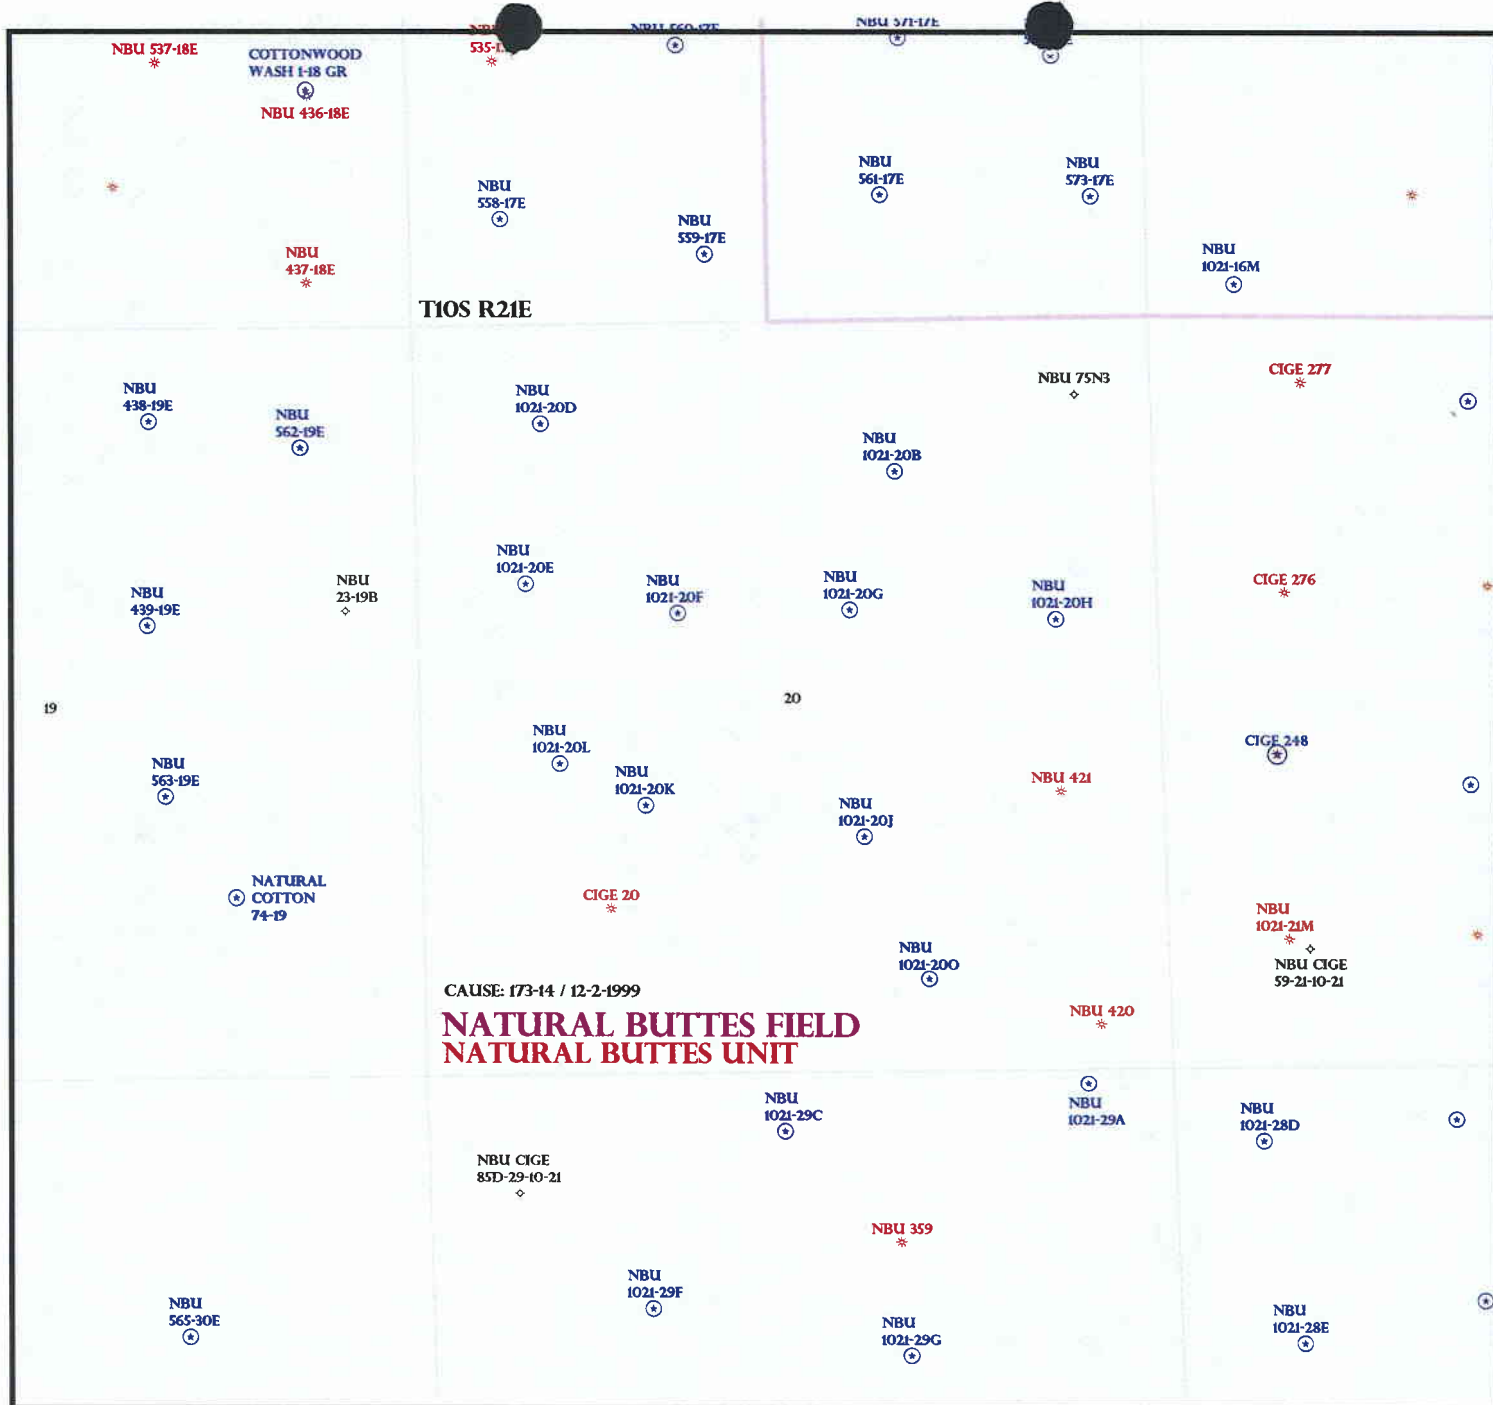 NBU 537-18E
COTTONWOOD
WASH 1-18 GR
NBU 436-18E
NBU 560-17E
NBU 571-17E
NBU
558-17E
NBU
559-17E
NBU
561-17E
NBU
573-17E
NBU
437-18E
NBU
1021-16M
T10S R21E
NBU
438-19E
NBU
562-19E
NBU
1021-20D
NBU
1021-20B
NBU 75N3
CIGE 277
NBU
439-19E
NBU
23-19B
NBU
1021-20E
NBU
1021-20F
NBU
1021-20G
NBU
1021-20H
CIGE 276
19
20
NBU
563-19E
NBU
1021-20L
NBU
1021-20K
NBU
1021-20J
NBU 421
CIGE 248
NATURAL
COTTON
74-19
CIGE 20
NBU
1021-20O
NBU
1021-21M
NBU CIGE
59-21-10-21
NBU 420
CAUSE: 173-14 / 12-2-1999
NATURAL BUTTES FIELD
NATURAL BUTTES UNIT
NBU
1021-29C
NBU
1021-29A
NBU
1021-28D
NBU CIGE
85D-29-10-21
NBU 359
NBU
1021-29F
NBU
565-30E
NBU
1021-29G
NBU
1021-28E